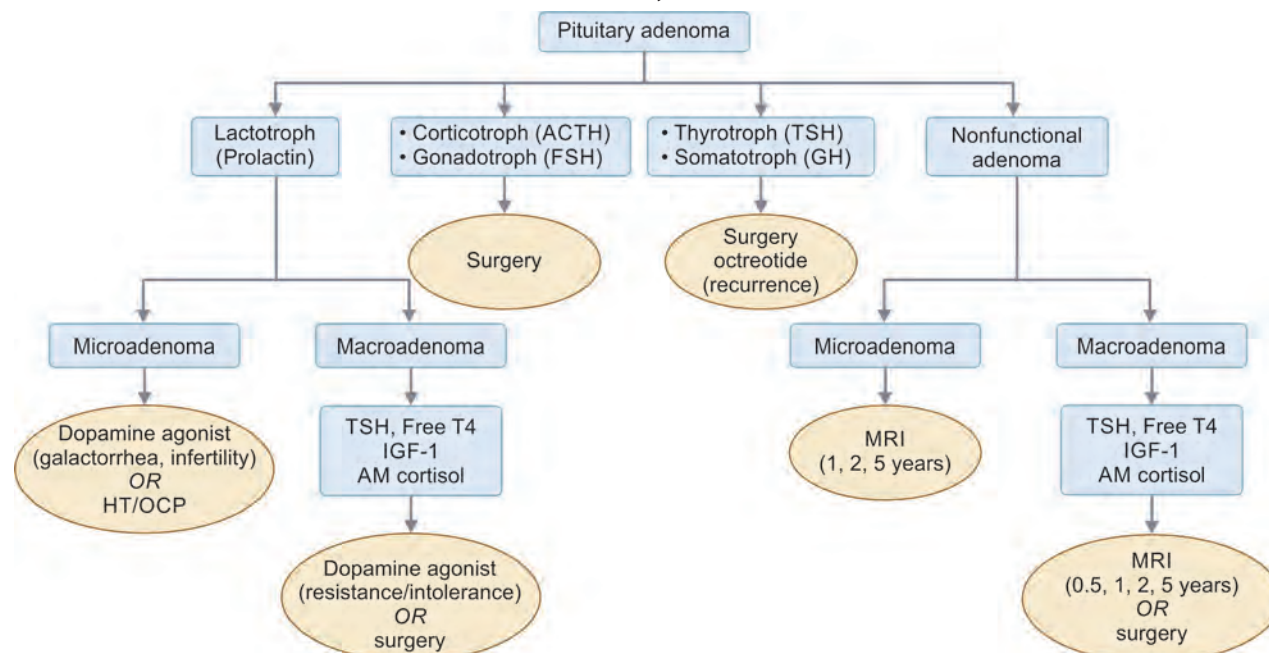 Pituitary adenoma
Lactotroph
(Prolactin)
• Corticotroph (ACTH)
• Gonadotroph (FSH)
• Thyrotroph (TSH)
• Somatotroph (GH)
Nonfunctional
adenoma
Surgery
Surgery
octreotide
(recurrence)
Microadenoma
Macroadenoma
Microadenoma
Macroadenoma
Dopamine agonist
(galactorrhea, infertility)
OR
HT/OCP
TSH, Free T4
IGF-1
AM cortisol
MRI
(1, 2, 5 years)
TSH, Free T4
IGF-1
AM cortisol
Dopamine agonist
(resistance/intolerance)
OR
surgery
MRI
(0.5, 1, 2, 5 years)
OR
surgery